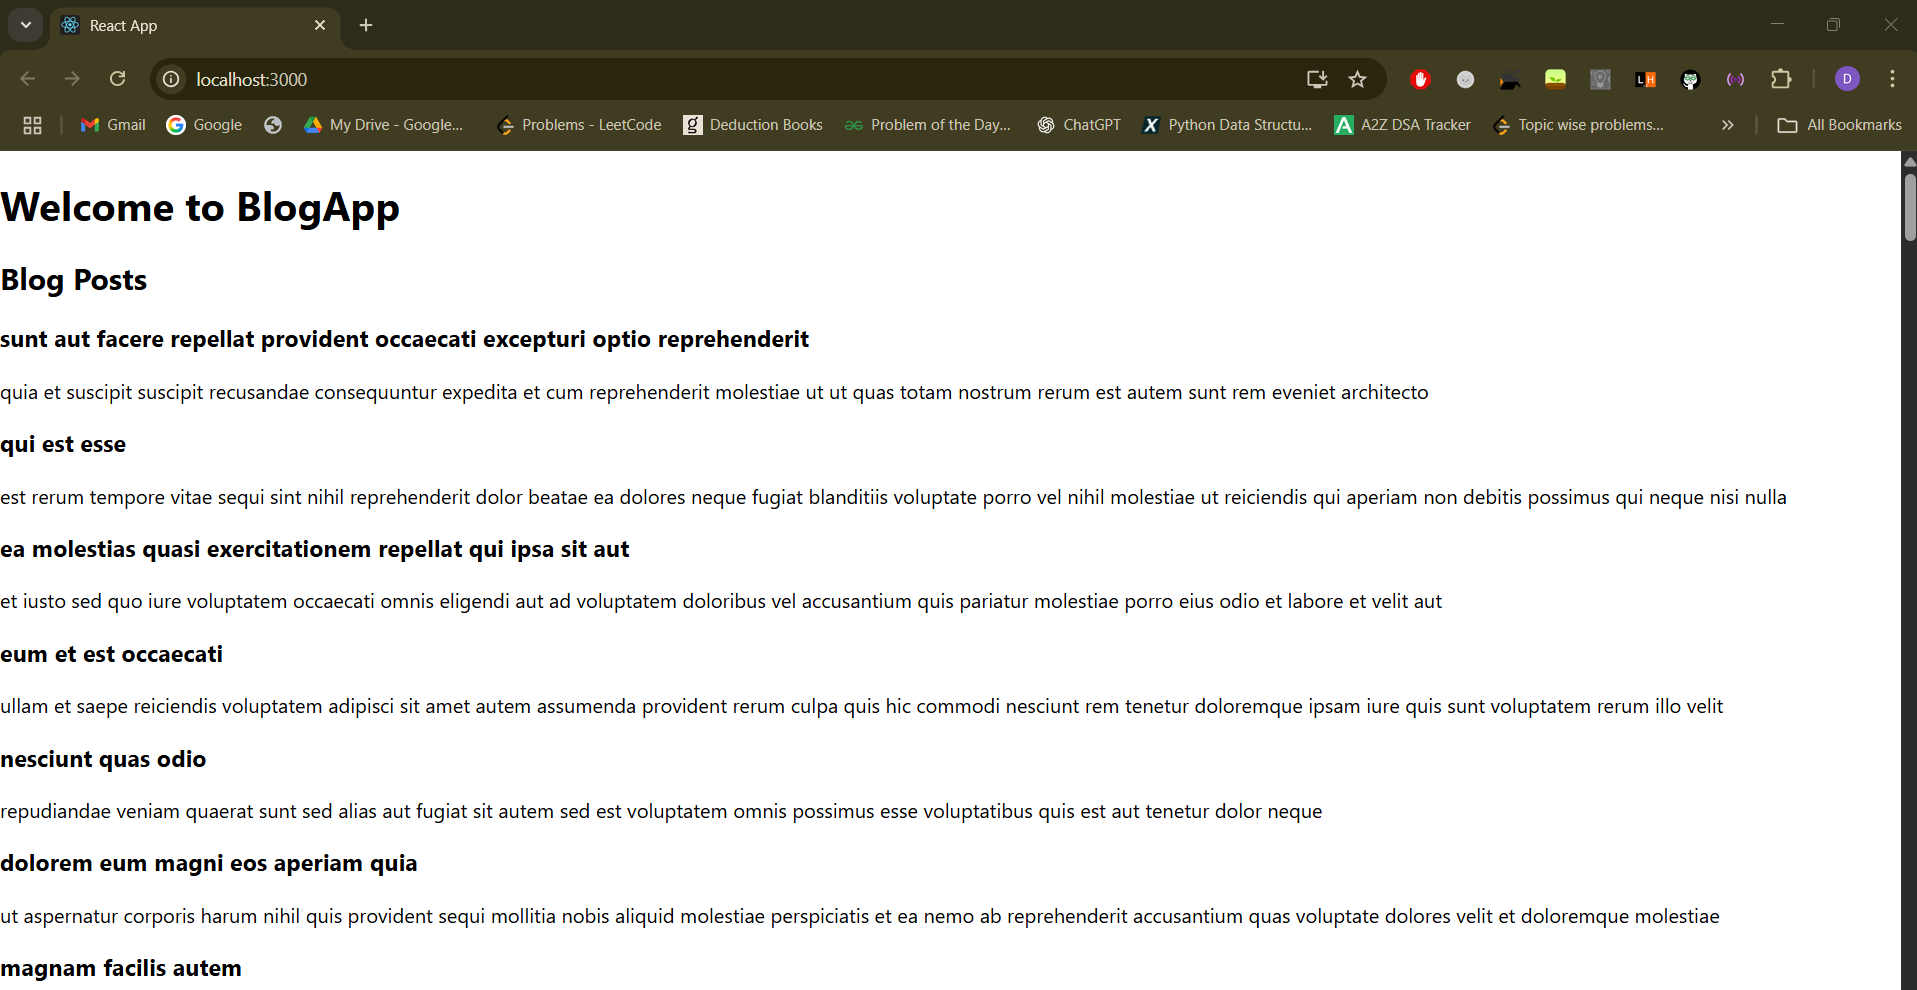 React App
localhost:3000
D
Gmail Google My Drive - Google... Problems - LeetCode Deduction Books Problem of the Day... ChatGPT Python Data Structu... A2Z DSA Tracker Topic wise problems... All Bookmarks
Welcome to BlogApp
Blog Posts
sunt aut facere repellat provident occaecati excepturi optio reprehenderit
quia et suscipit suscipit recusandae consequuntur expedita et cum reprehenderit molestiae ut ut quas totam nostrum rerum est autem sunt rem eveniet architecto
qui est esse
est rerum tempore vitae sequi sint nihil reprehenderit dolor beatae ea dolores neque fugiat blanditiis voluptate porro vel nihil molestiae ut reiciendis qui aperiam non debitis possimus qui neque nisi nulla
ea molestias quasi exercitationem repellat qui ipsa sit aut
et iusto sed quo iure voluptatem occaecati omnis eligendi aut ad voluptatem doloribus vel accusantium quis pariatur molestiae porro eius odio et labore et velit aut
eum et est occaecati
ullam et saepe reiciendis voluptatem adipisci sit amet autem assumenda provident rerum culpa quis hic commodi nesciunt rem tenetur doloremque ipsam iure quis sunt voluptatem rerum illo velit
nesciunt quas odio
repudiandae veniam quaerat sunt sed alias aut fugiat sit autem sed est voluptatem omnis possimus esse voluptatibus quis est aut tenetur dolor neque
dolorem eum magni eos aperiam quia
ut aspernatur corporis harum nihil quis provident sequi mollitia nobis aliquid molestiae perspiciatis et ea nemo ab reprehenderit accusantium quas voluptate dolores velit et doloremque molestiae
magnam facilis autem